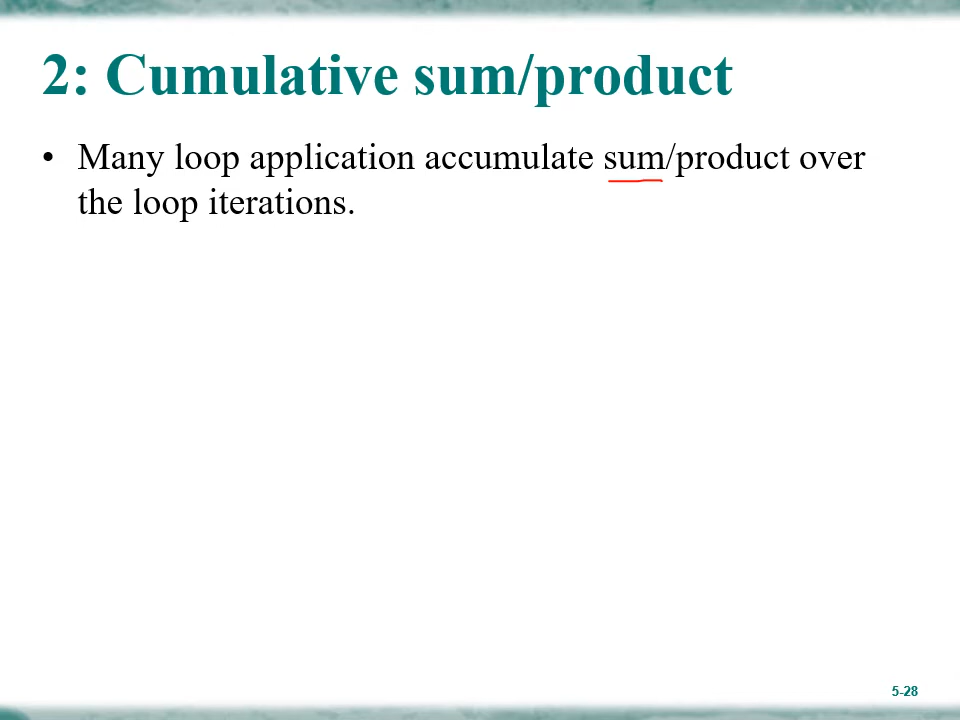 2: Cumulative sum/product
• Many loop application accumulate sum/product over
the loop iterations.
5-28